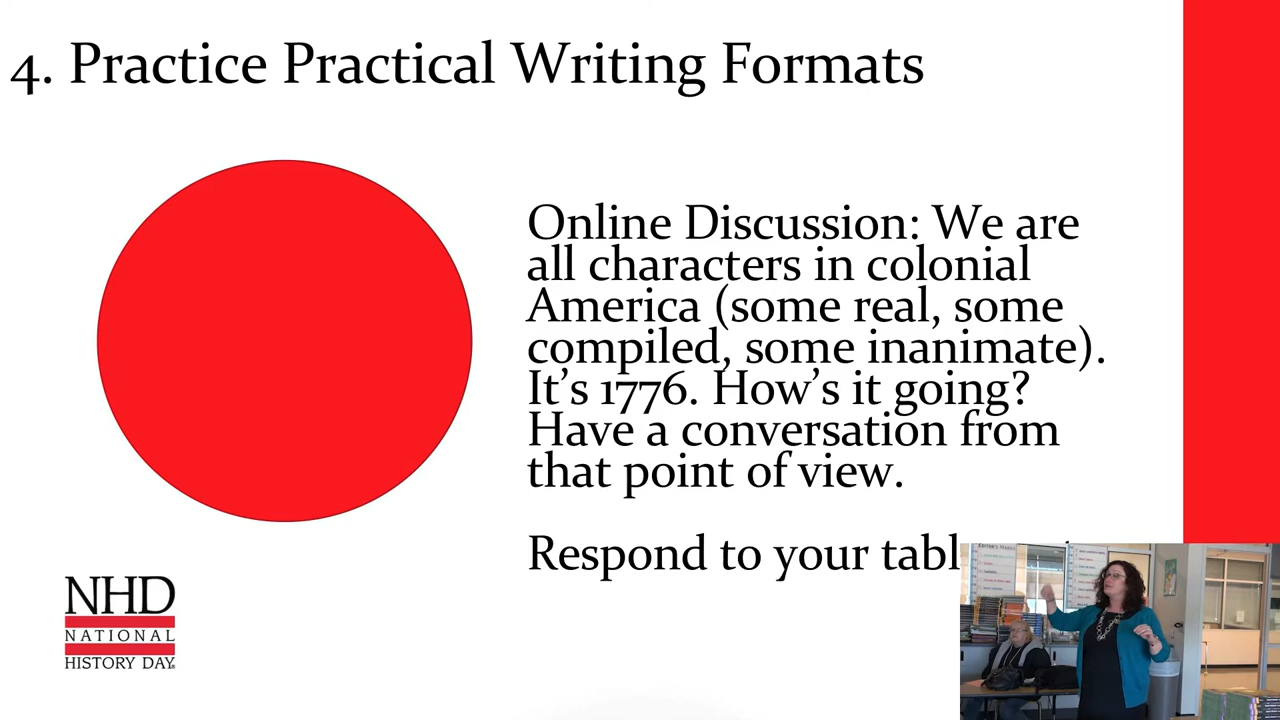 4. Practice Practical Writing Formats
Online Discussion: We are
all characters in colonial
America (some real, some
compiled, some inanimate).
It's 1776. How's it going?
Have a conversation from
that point of view.
Respond to your tabl
NHD
NATIONAL
HISTORY DAY®